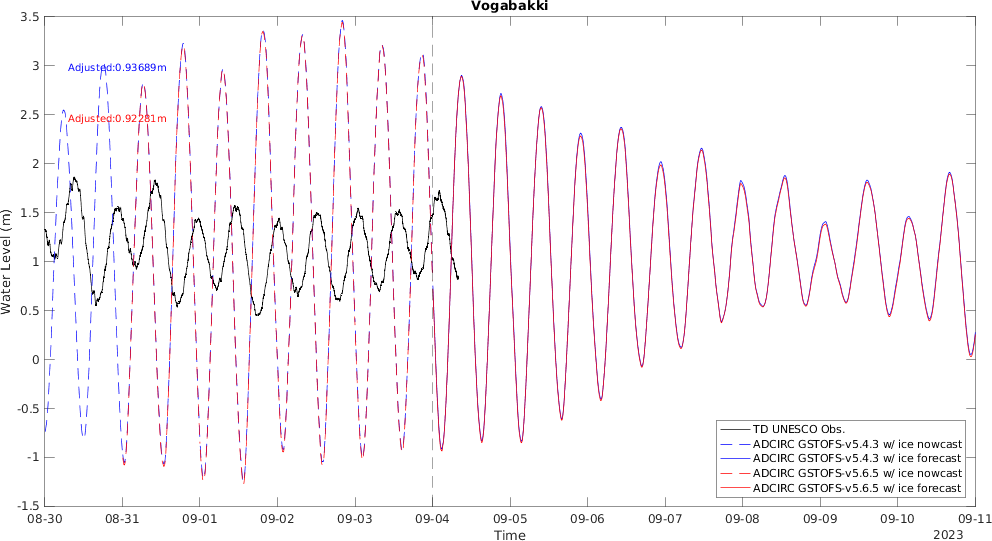 Vogabakki
Adjusted:0.93689m
Adjusted:0.92281m
Water Level (m)
3.5
3
2.5
2
1.5
1
0.5
0
-0.5
-1
-1.5
08-30
08-31
09-01
09-02
09-03
09-04
09-05
09-06
09-07
09-08
09-09
09-10
09-11
Time
2023
TD UNESCO Obs.
ADCIRC GSTOFS-v5.4.3 w/ ice nowcast
ADCIRC GSTOFS-v5.4.3 w/ ice forecast
ADCIRC GSTOFS-v5.6.5 w/ ice nowcast
ADCIRC GSTOFS-v5.6.5 w/ ice forecast